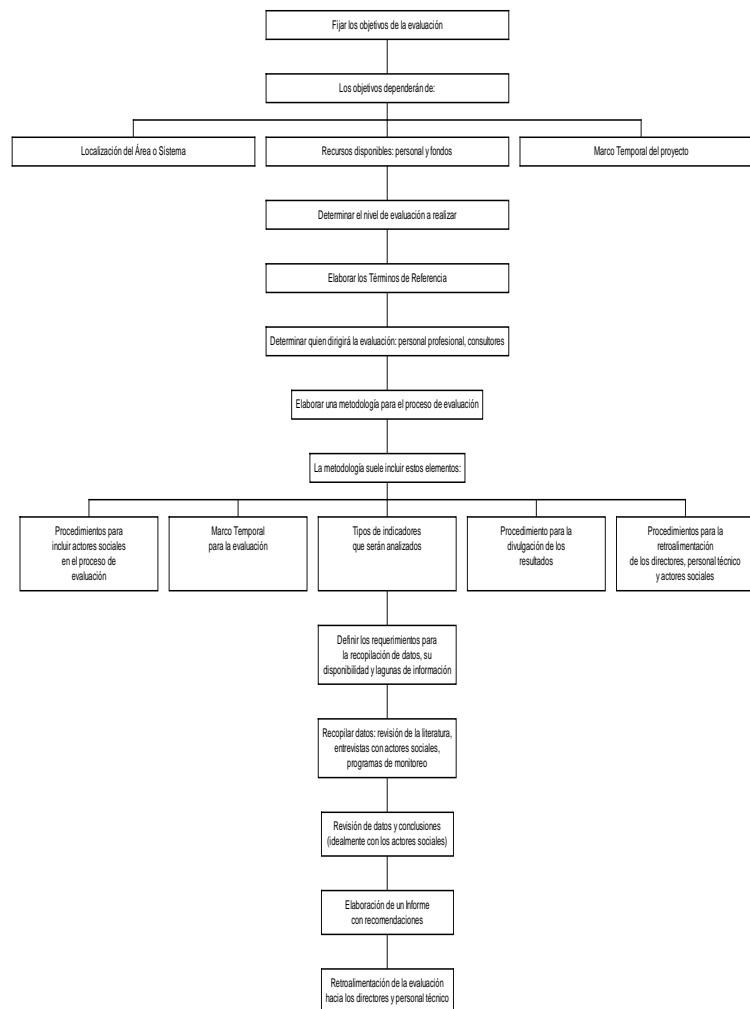 Fijar los objetivos de la evaluación
Los objetivos dependerán de:
Localización del Área o Sistema
Recursos disponibles: personal y fondos
Marco Temporal del proyecto
Determinar el nivel de evaluación a realizar
Elaborar los Términos de Referencia
Determinar quien dirigirá la evaluación: personal profesional, consultores
Elaborar una metodología para el proceso de evaluación
La metodología suele incluir estos elementos:
Procedimientos para
incluir actores sociales
en el proceso de
evaluación
Marco Temporal
para la evaluación
Tipos de indicadores
que serán analizados
Procedimiento para la
divulgación de los
resultados
Procedimientos para la
retroalimentación
de los directores, personal técnico
y actores sociales
Definir los requerimientos para
la recopilación de datos, su
disponibilidad y lagunas de información
Recopilar datos: revisión de la literatura,
entrevistas con actores sociales,
programas de monitoreo
Revisión de datos y conclusiones
(idealmente con los actores sociales)
Elaboración de un Informe
con recomendaciones
Retroalimentación de la evaluación
hacia los directores y personal técnico